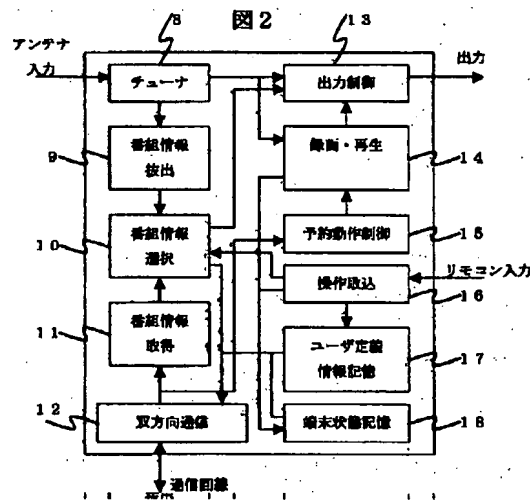 図2
アンテナ
入力
8
チューナ
13
出力制御
出力
9
番組情報
抜出
録画・再生
14
10
番組情報
選択
予約動作制御
15
リモコン入力
操作取込
16
11
番組情報
取得
ユーザ定義
情報記憶
17
12
双方向通信
端末状態記憶
18
通信回線